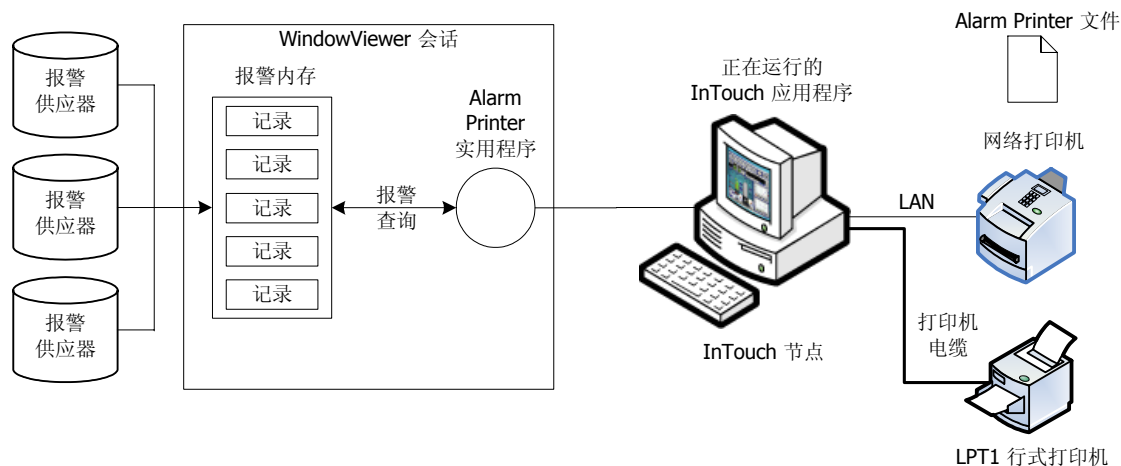 Alarm Printer 文件
WindowViewer 会话
报警
供应器
报警
供应器
报警
供应器
报警内存
记录
记录
记录
记录
记录
报警
查询
Alarm
Printer
实用程序
正在运行的
InTouch 应用程序
InTouch 节点
网络打印机
LAN
打印机
电缆
LPT1 行式打印机